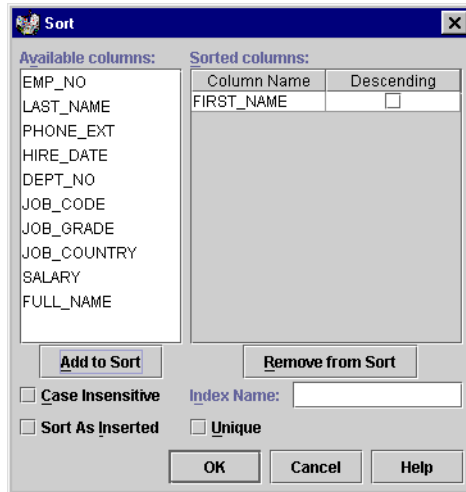 Sort
Available columns:
EMP_NO
LAST_NAME
PHONE_EXT
HIRE_DATE
DEPT_NO
JOB_CODE
JOB_GRADE
JOB_COUNTRY
SALARY
FULL_NAME
Sorted columns:
Column Name Descending
FIRST_NAME
Add to Sort
Remove from Sort
Case Insensitive
Index Name:
Sort As Inserted
Unique
OK Cancel Help